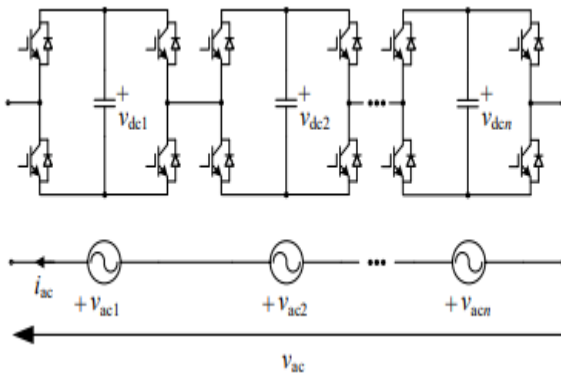 + + +
v_dc1 v_dc2 v_dcn
i_ac + v_ac1 + v_ac2 + v_acn
v_ac